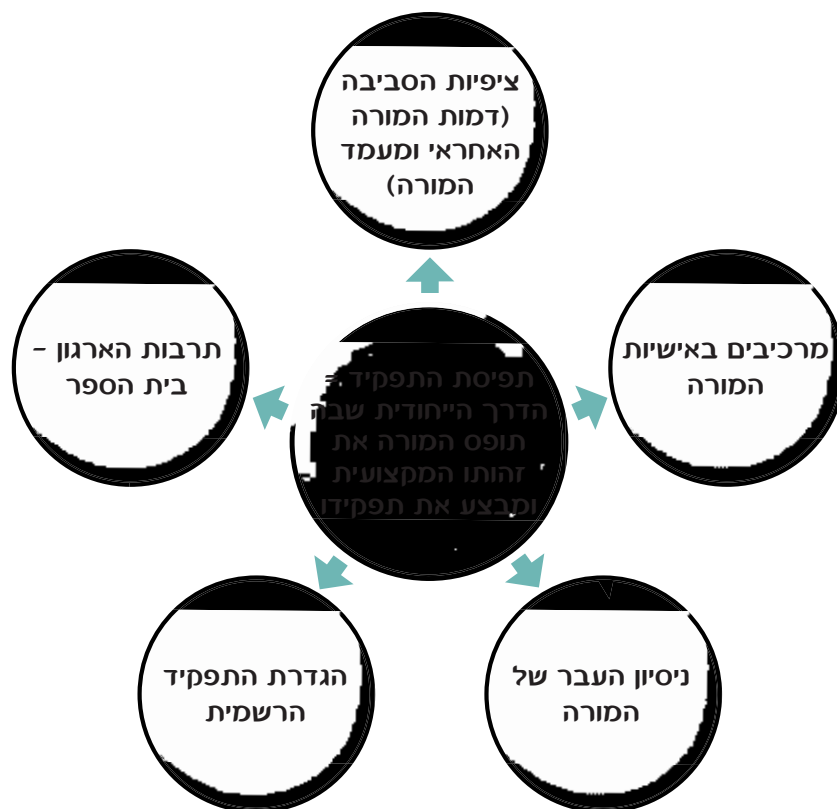 ציפיות הסביבה
(דמות המורה
האחראי ומעמד
המורה)
מרכיבים באישיות
המורה
תרבות הארגון –
בית הספר
תפיסת התפקיד =
הדרך הייחודית שבה
תופס המורה את
זהותו המקצועית
ומבצע את תפקידו
ניסיון העבר של
המורה
הגדרת התפקיד
הרשמית